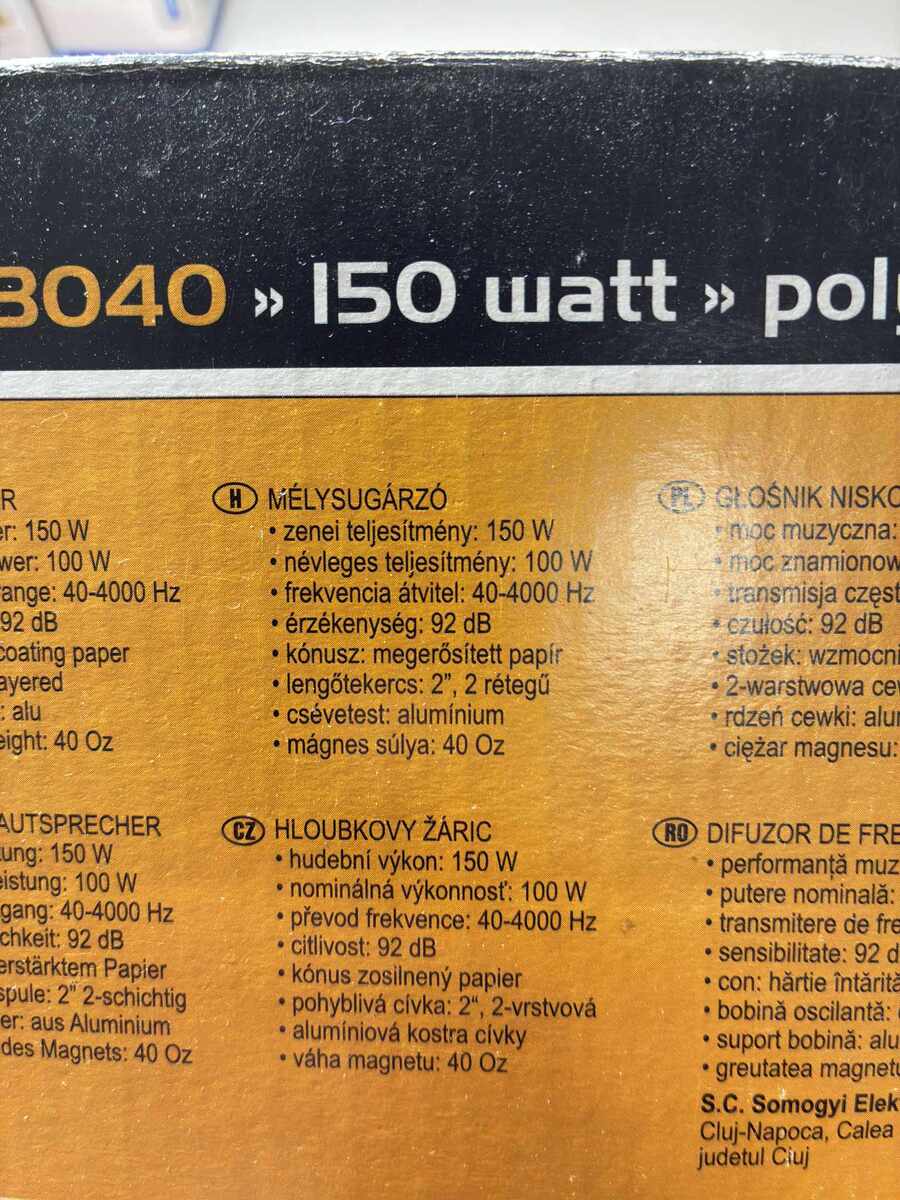 3040 » 150 watt » poly
R
er: 150 W
wer: 100 W
range: 40-4000 Hz
92 dB
coating paper
ayered
: alu
eight: 40 Oz
H MÉLYSUGÁRZÓ
• zenei teljesítmény: 150 W
• névleges teljesítmény: 100 W
• frekvencia átvitel: 40-4000 Hz
• érzékenység: 92 dB
• kónusz: megerősített papír
• lengőtekercs: 2”, 2 rétegű
• csévetest: alumínium
• mágnes súlya: 40 Oz
PL GŁOŚNIK NISKO
• moc muzyczna:
• moc znamionow
• transmisja częst
• czułość: 92 dB
• stożek: wzmocni
• 2-warstwowa cew
• rdzeń cewki: alu
• ciężar magnesu:
AUTSPRECHER
tung: 150 W
eistung: 100 W
gang: 40-4000 Hz
chkeit: 92 dB
erstärktem Papier
spule: 2” 2-schichtig
er: aus Aluminium
des Magnets: 40 Oz
CZ HLOUBKOVY ŽÁRIC
• hudební výkon: 150 W
• nominálná výkonnosť: 100 W
• převod frekvence: 40-4000 Hz
• citlivost: 92 dB
• kónus zosilnený papier
• pohyblivá cívka: 2“, 2-vrstvová
• alumíniová kostra cívky
• váha magnetu: 40 Oz
RO DIFUZOR DE FRE
• performanță muz
• putere nominală:
• transmitere de fre
• sensibilitate: 92 d
• con: hărtie întărită
• bobină oscilantă:
• suport bobină: alu
• greutatea magnetu
S.C. Somogyi Elek
Cluj-Napoca, Calea
judetul Cluj